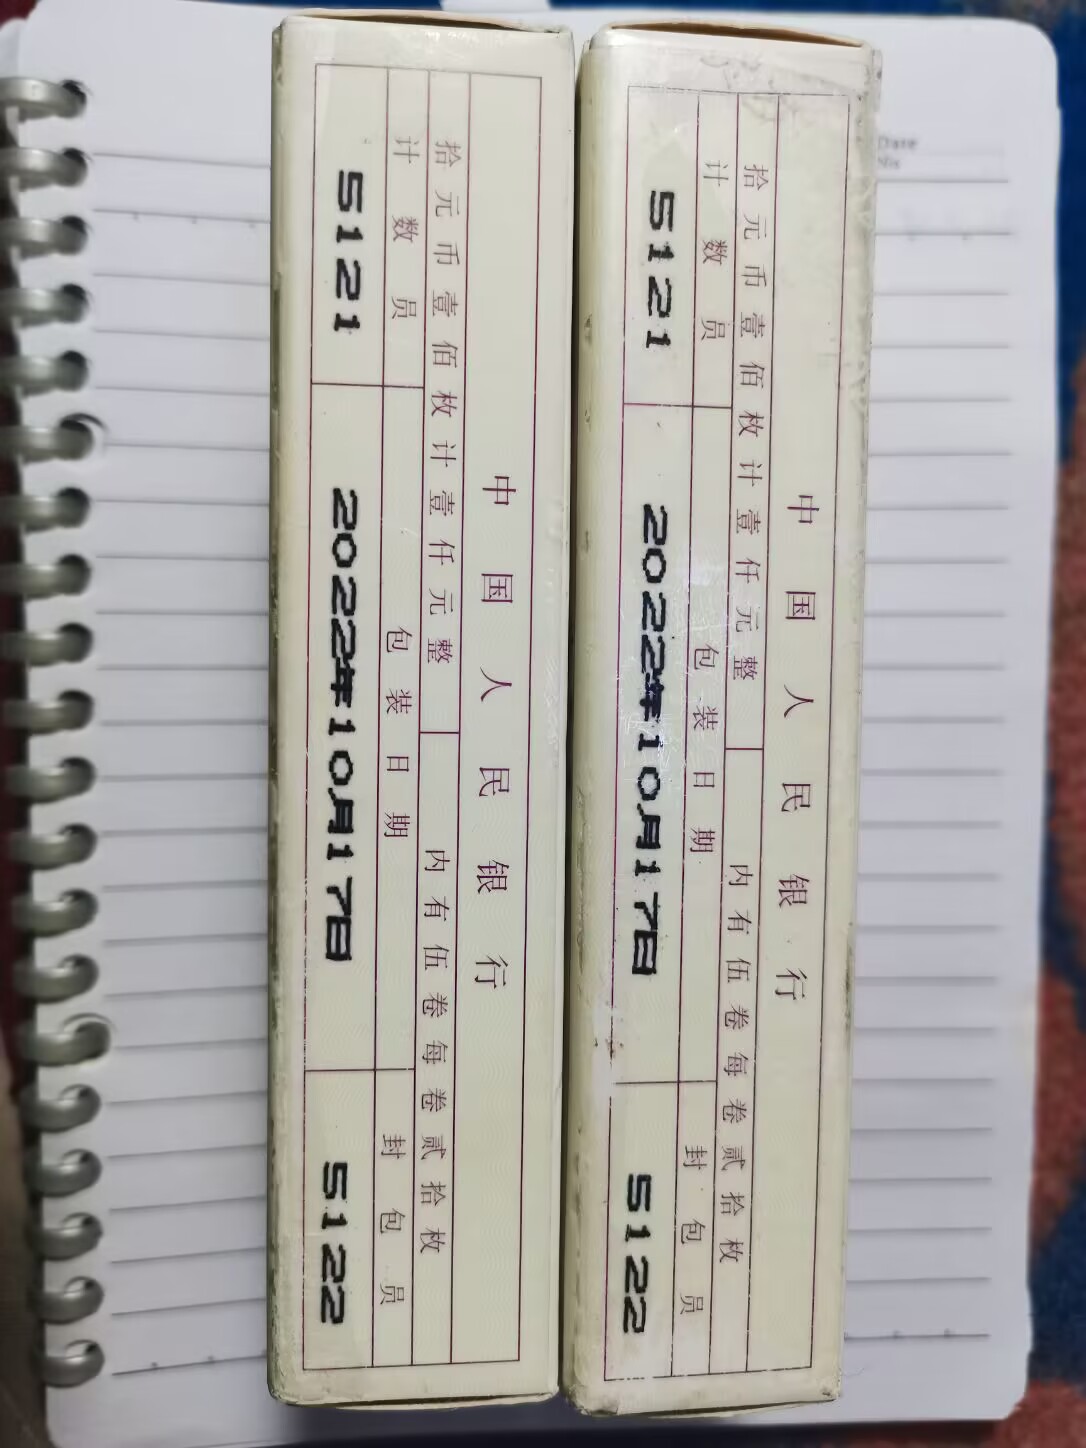 中国人民银行
拾元币壹佰枚计壹仟元整 内有伍卷每卷贰拾枚
计数员 包装日期 封包员
5121 2022年10月17日 5122
中国人民银行
拾元币壹佰枚计壹仟元整 内有伍卷每卷贰拾枚
计数员 包装日期 封包员
5121 2022年10月17日 5122
Date